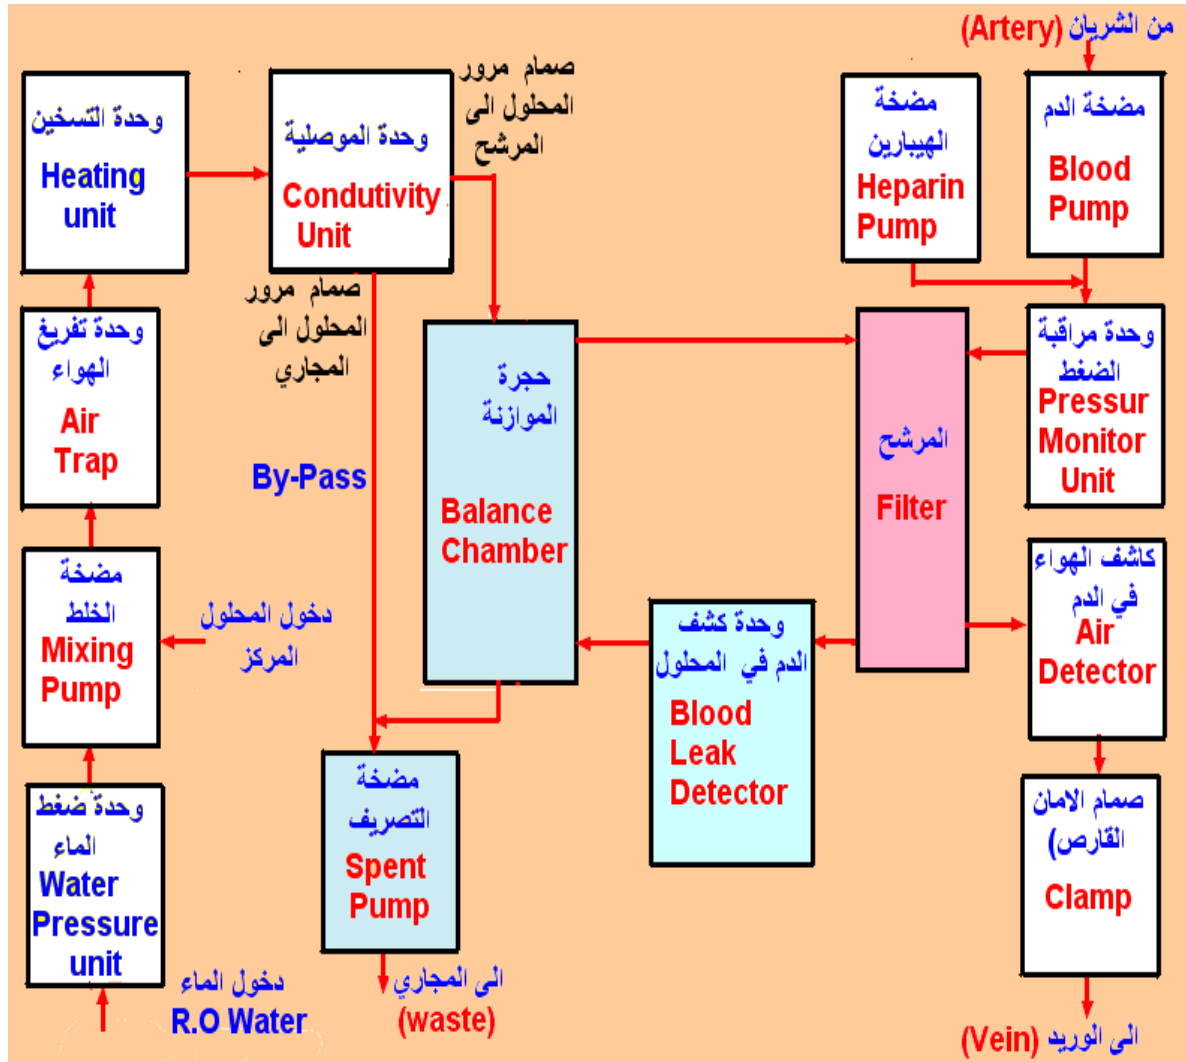 من الشريان (Artery)
وحدة التسخين
Heating
unit
وحدة الموصلية
Condutivity
Unit
صمام مرور
المحلول الى
المرشح
مضخة
الهيبارين
Heparin
Pump
مضخة الدم
Blood
Pump
وحدة تفريغ
الهواء
Air
Trap
صمام مرور
المحلول الى
المجاري
By-Pass
حجرة
الموازنة
Balance
Chamber
المرشح
Filter
وحدة مراقبة
الضغط
Pressur
Monitor
Unit
مضخة
الخلط
Mixing
Pump
دخول المحلول
المركز
وحدة كشف
الدم في المحلول
Blood
Leak
Detector
كاشف الهواء
في الدم
Air
Detector
وحدة ضغط
الماء
Water
Pressure
unit
مضخة
التصريف
Spent
Pump
صمام الامان
القارص)
Clamp
دخول الماء
R.O Water
الى المجاري
(waste)
الى الوريد (Vein)